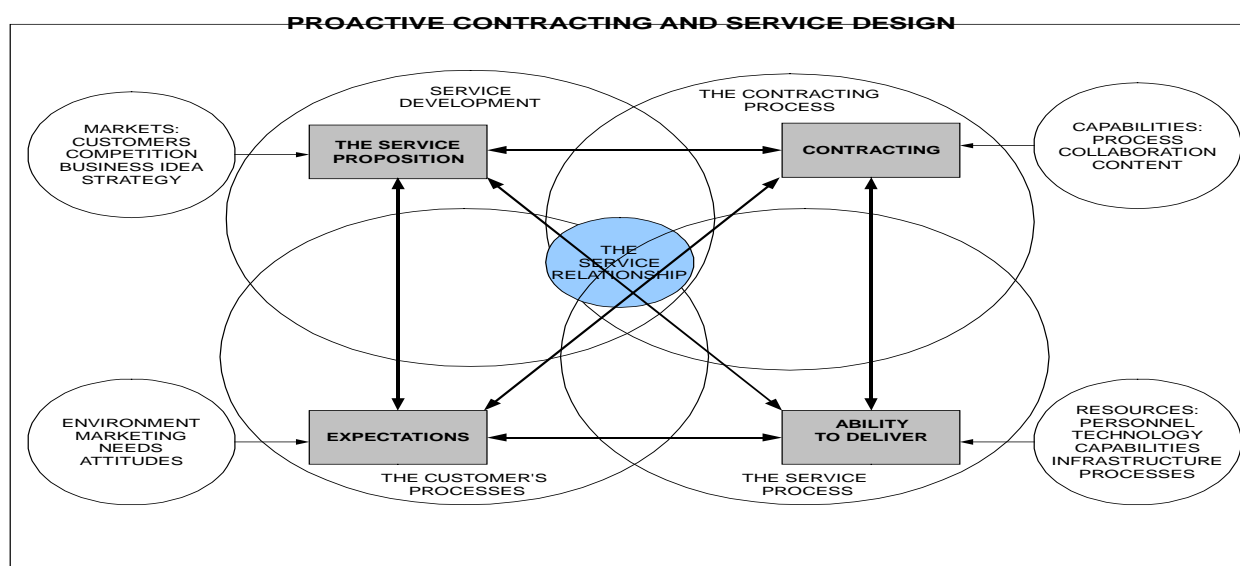 PROACTIVE CONTRACTING AND SERVICE DESIGN
SERVICE
DEVELOPMENT
THE CONTRACTING
PROCESS
MARKETS:
CUSTOMERS
COMPETITION
BUSINESS IDEA
STRATEGY
THE SERVICE
PROPOSITION
CONTRACTING
CAPABILITIES:
PROCESS
COLLABORATION
CONTENT
THE
SERVICE
RELATIONSHIP
ENVIRONMENT
MARKETING
NEEDS
ATTITUDES
EXPECTATIONS
ABILITY
TO DELIVER
RESOURCES:
PERSONNEL
TECHNOLOGY
CAPABILITIES
INFRASTRUCTURE
PROCESSES
THE CUSTOMER'S
PROCESSES
THE SERVICE
PROCESS